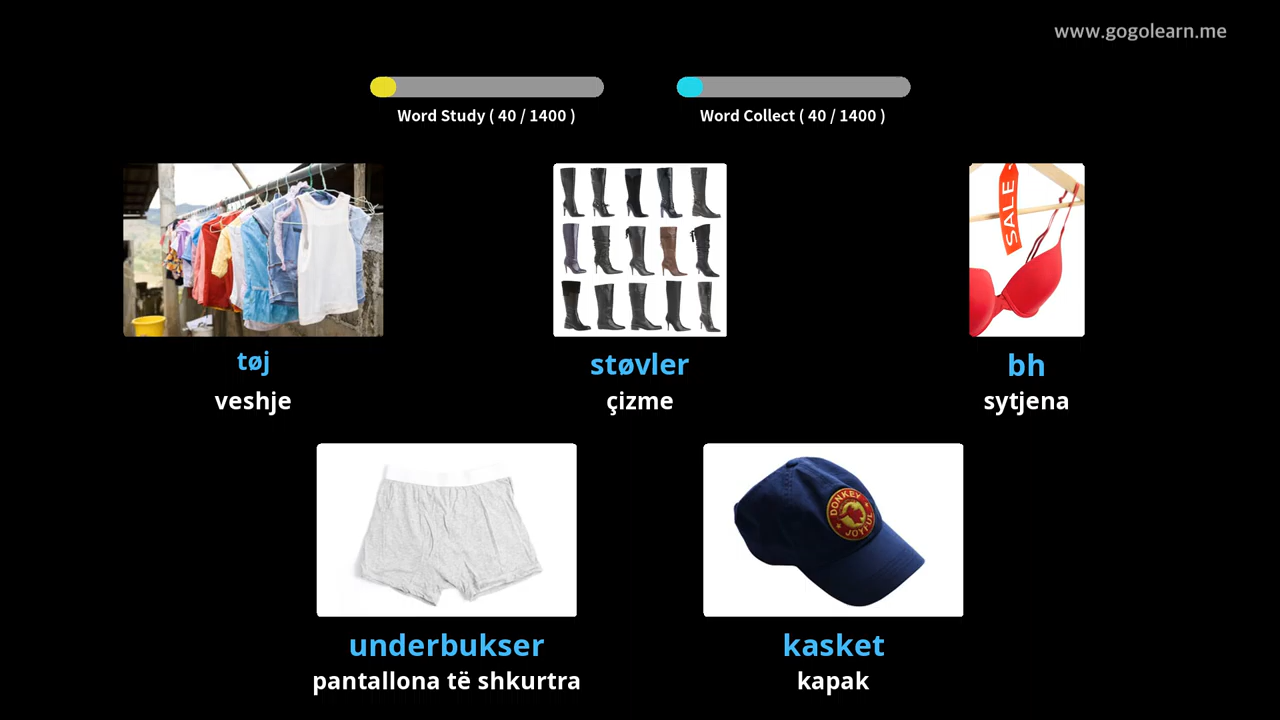 www.gogolearn.me
Word Study ( 40 / 1400 )
Word Collect ( 40 / 1400 )
SALE
tøj
støvler
bh
veshje
çizme
sytjena
DONKEY
JOYFUL
underbukser
kasket
pantallona të shkurtra
kapak